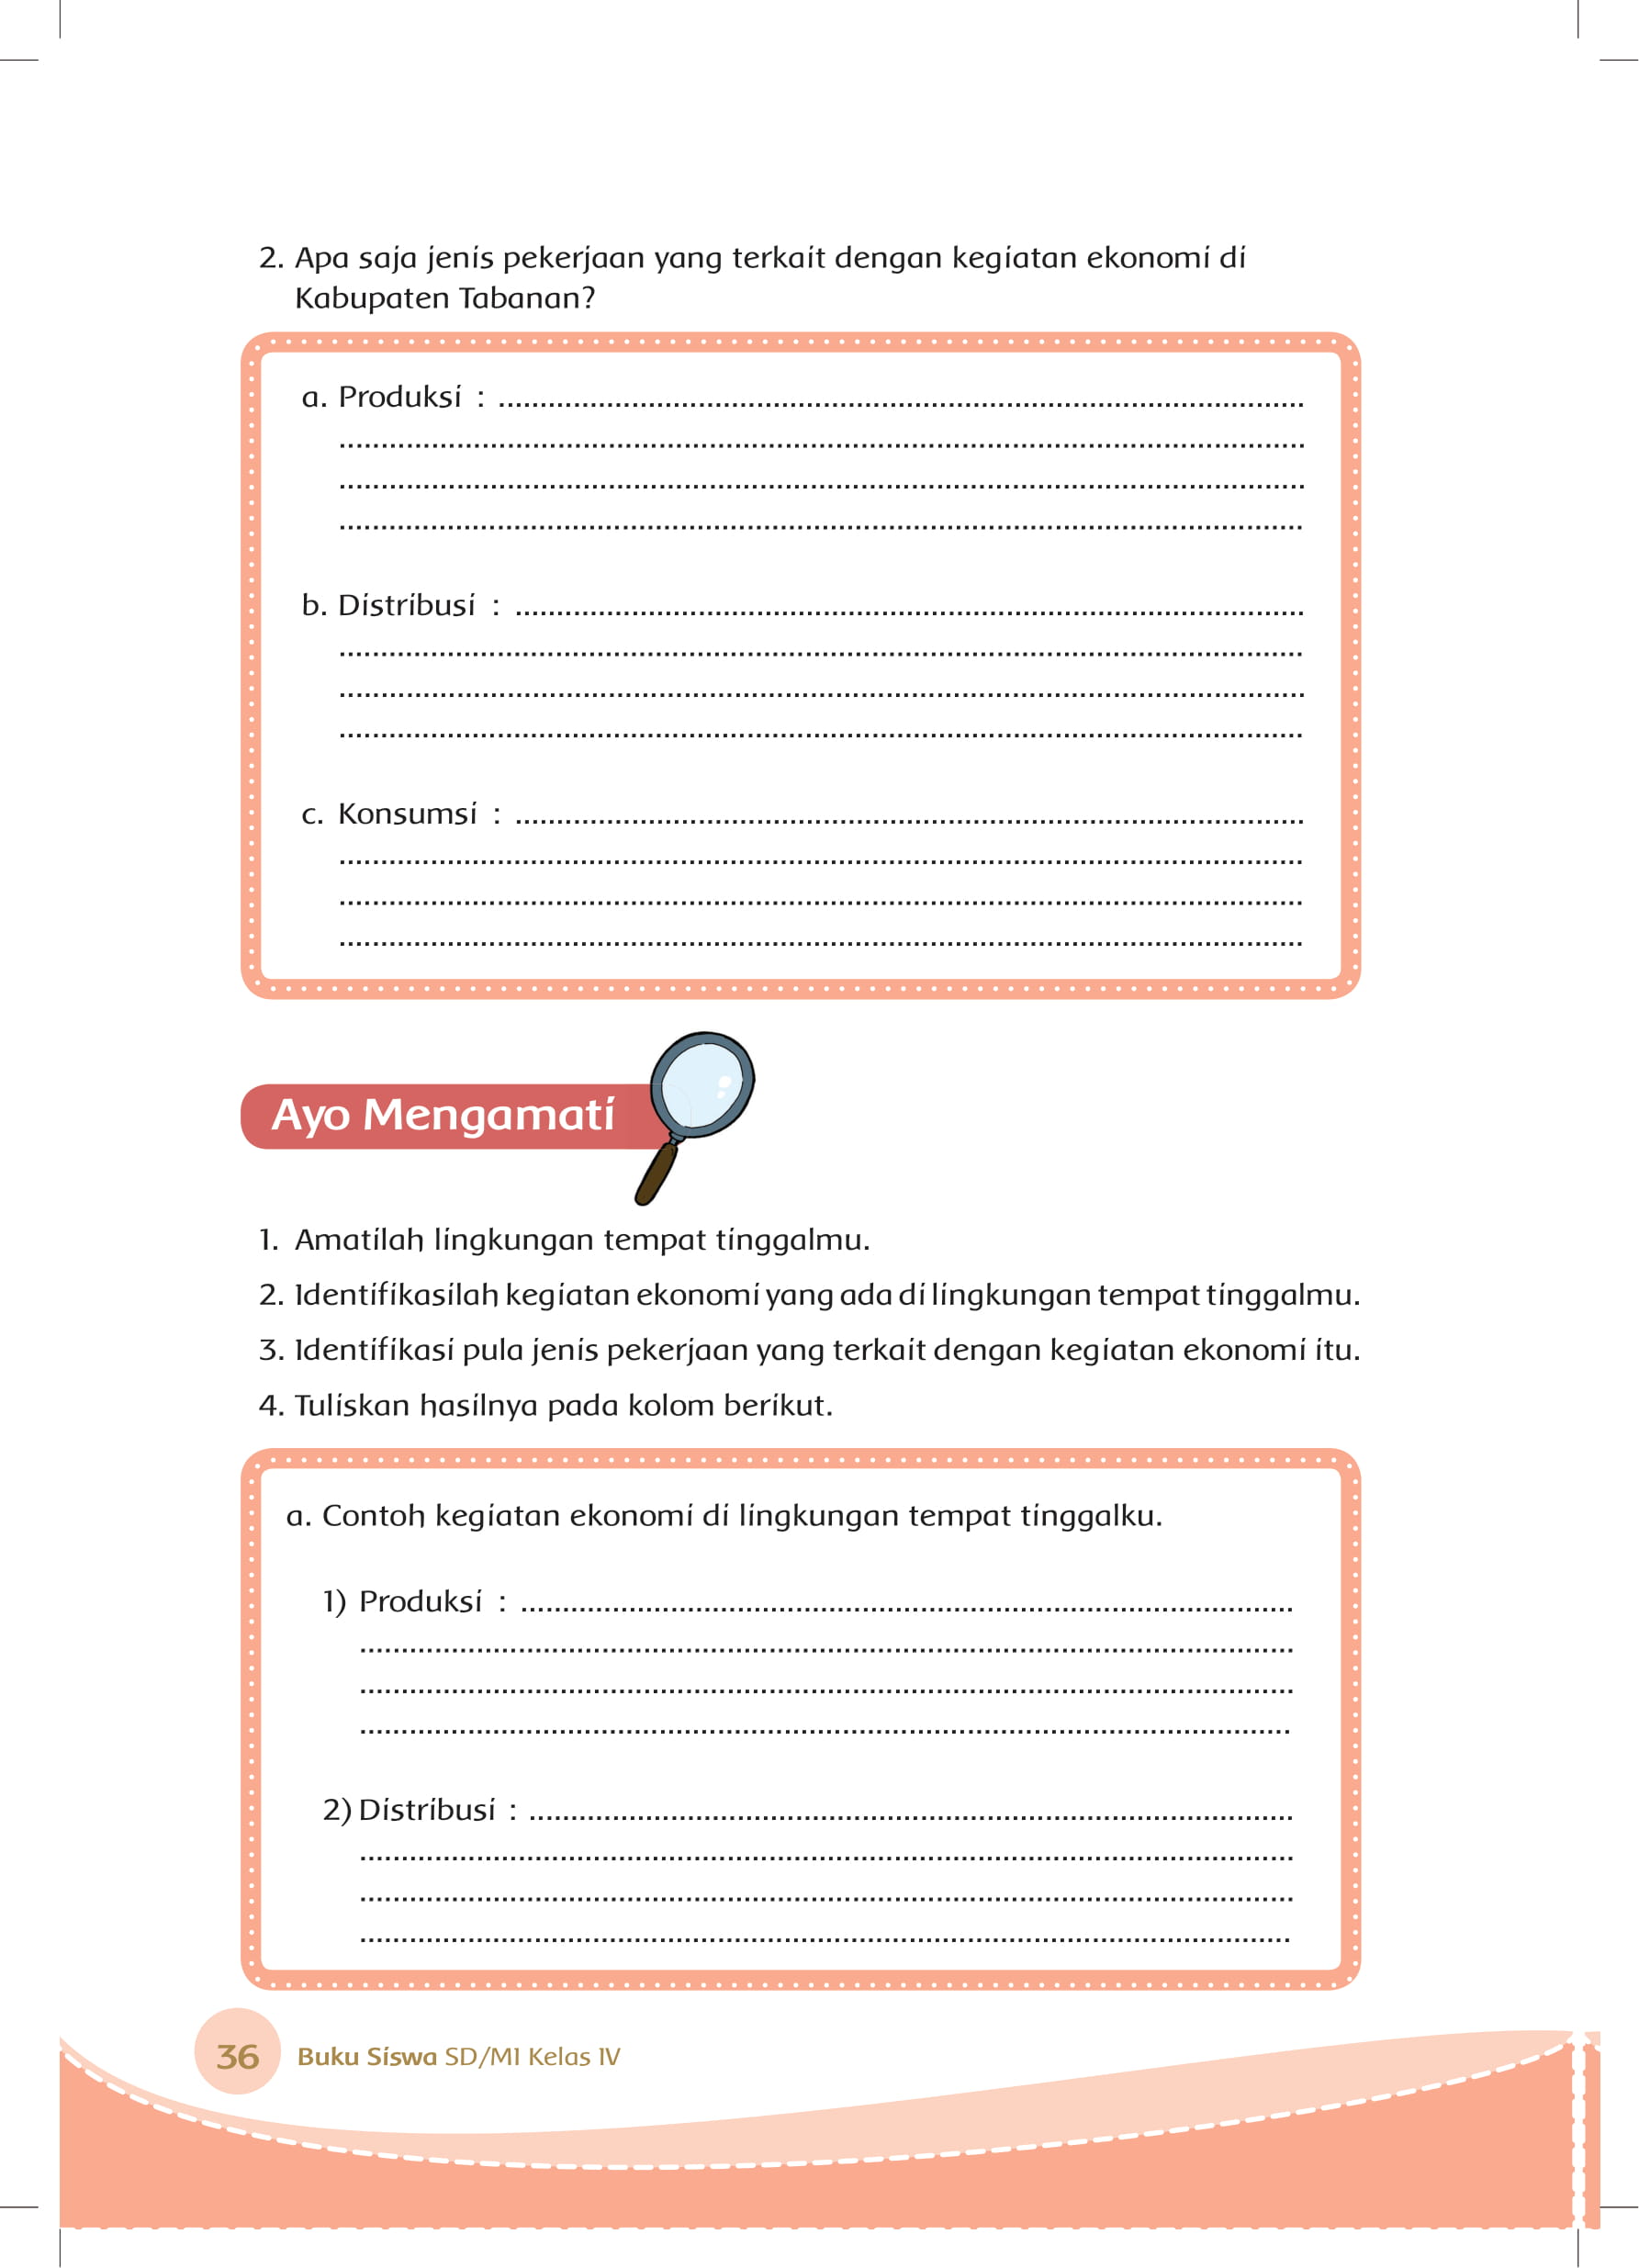 2. Apa saja jenis pekerjaan yang terkait dengan kegiatan ekonomi di
Kabupaten Tabanan?
a. Produksi : ................................................................................................
...................................................................................................................
...................................................................................................................
...................................................................................................................
b. Distribusi : ..............................................................................................
...................................................................................................................
...................................................................................................................
...................................................................................................................
c. Konsumsi : ..............................................................................................
...................................................................................................................
...................................................................................................................
...................................................................................................................
Ayo Mengamati
1. Amatilah lingkungan tempat tinggalmu.
2. Identifikasilah kegiatan ekonomi yang ada di lingkungan tempat tinggalmu.
3. Identifikasi pula jenis pekerjaan yang terkait dengan kegiatan ekonomi itu.
4. Tuliskan hasilnya pada kolom berikut.
a. Contoh kegiatan ekonomi di lingkungan tempat tinggalku.
1) Produksi : ............................................................................................
...............................................................................................................
...............................................................................................................
...............................................................................................................
2) Distribusi : ...........................................................................................
...............................................................................................................
...............................................................................................................
...............................................................................................................
36 Buku Siswa SD/MI Kelas IV